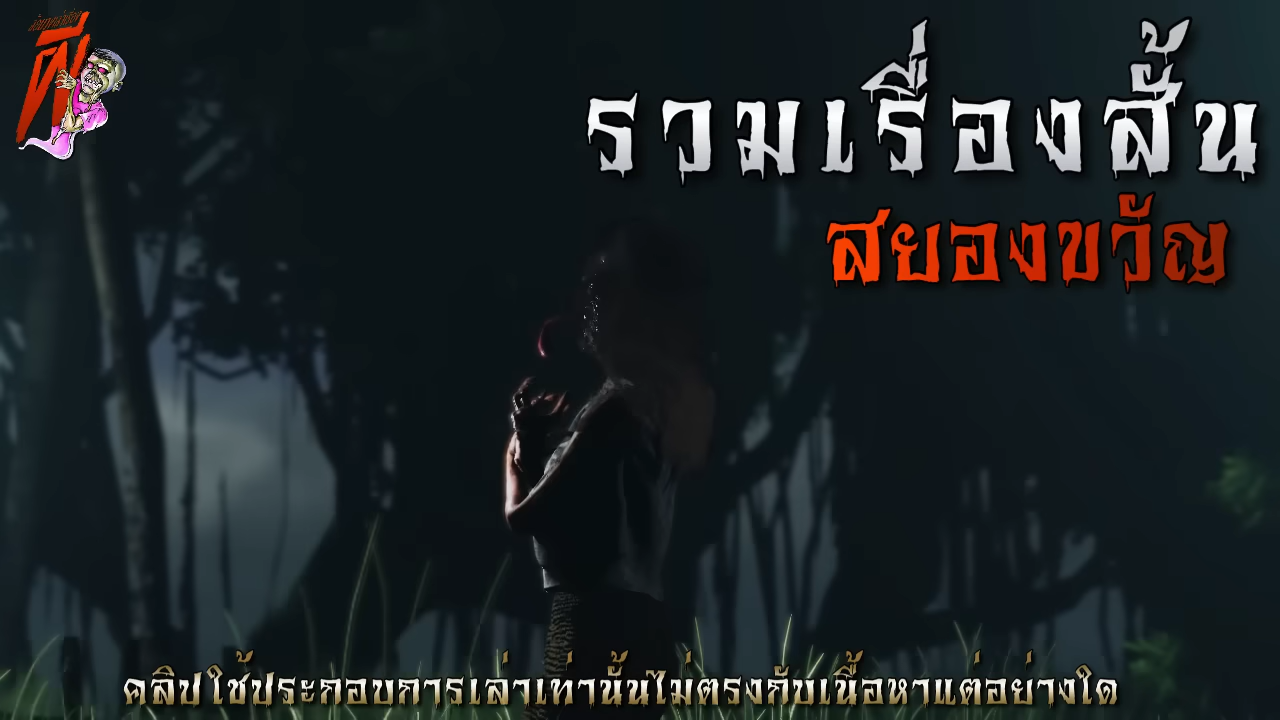 ผี
รวมเรื่องสั้น
สยองขวัญ
คลิปใช้ประกอบการเล่าเท่านั้นไม่ตรงกับเนื้อหาแต่อย่างใด